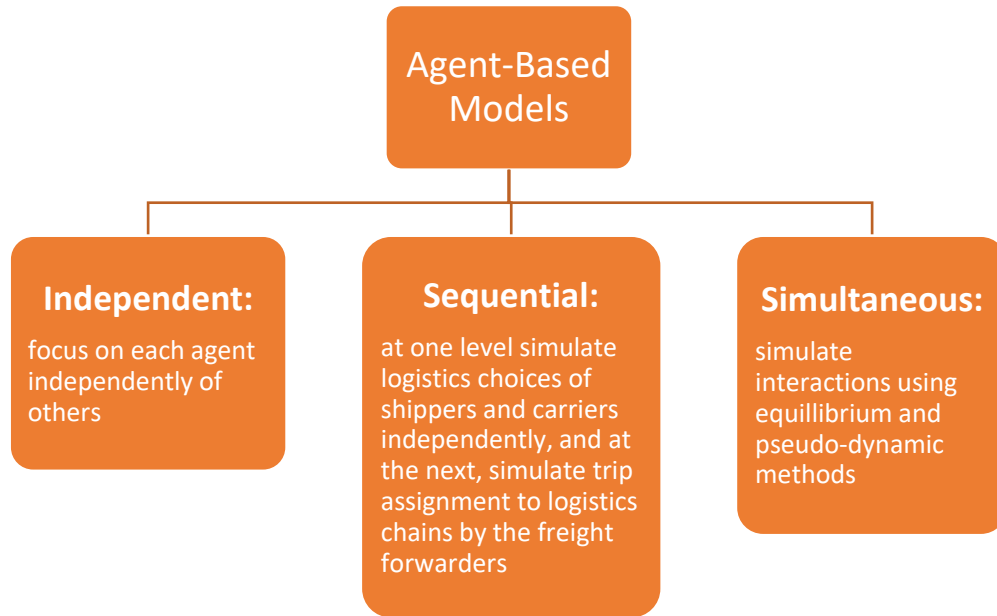 Agent-Based
Models
Independent:
focus on each agent
independently of
others
Sequential:
at one level simulate
logistics choices of
shippers and carriers
independently, and at
the next, simulate trip
assignment to logistics
chains by the freight
forwarders
Simultaneous:
simulate
interactions using
equillibrium and
pseudo-dynamic
methods